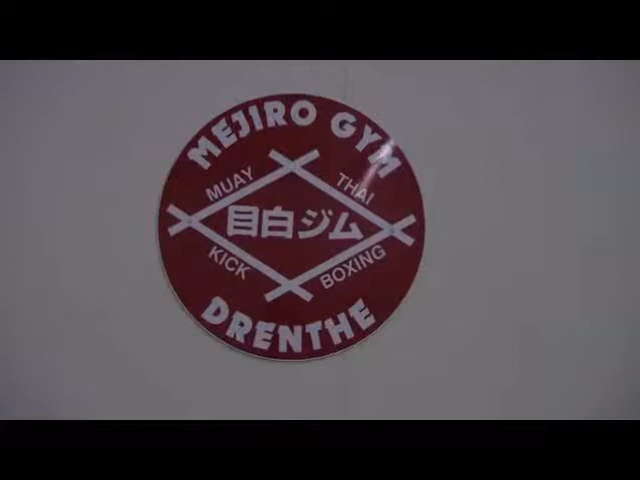 MEJIRO GYM
MUAY THAI
目白ジム
KICK BOXING
DRENTHE